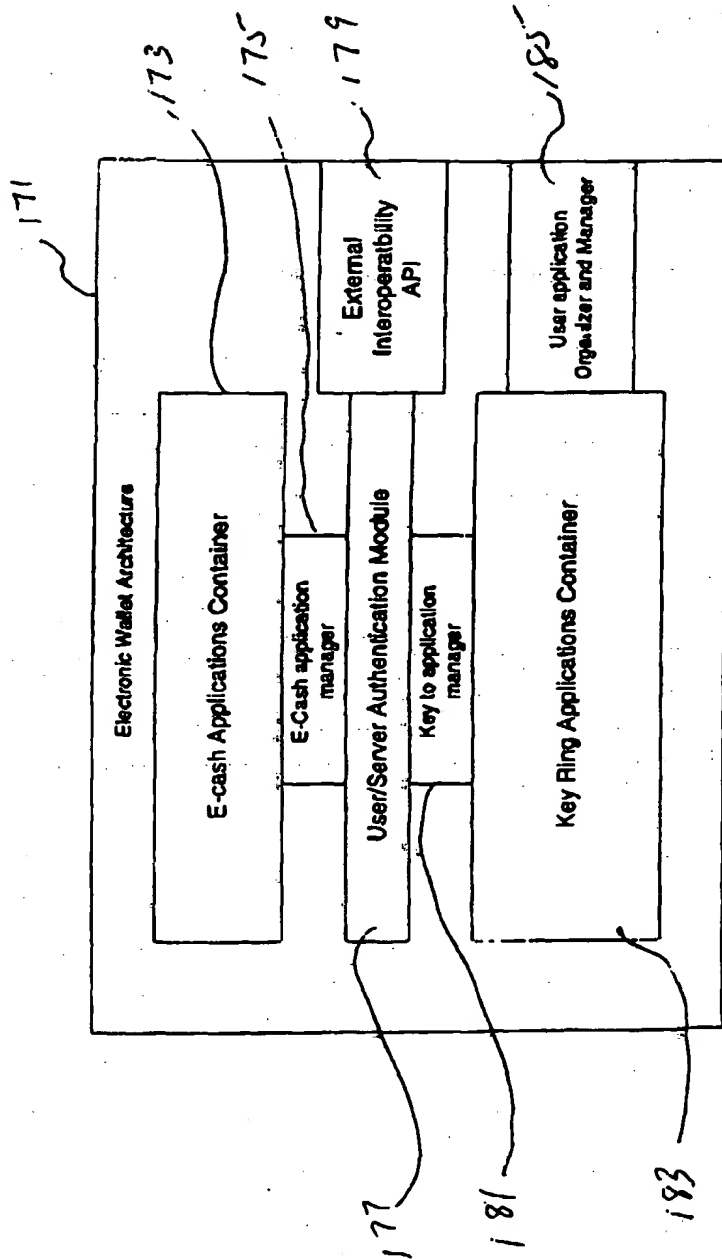 171
173
175
179
185
Electronic Wallet Architecture
E-cash Applications Container
E-Cash application
manager
External
Interoperatibility
API
User/Server Authentication Module
Key to application
manager
User application
Organizer and Manager
Key Ring Applications Container
177
181
183